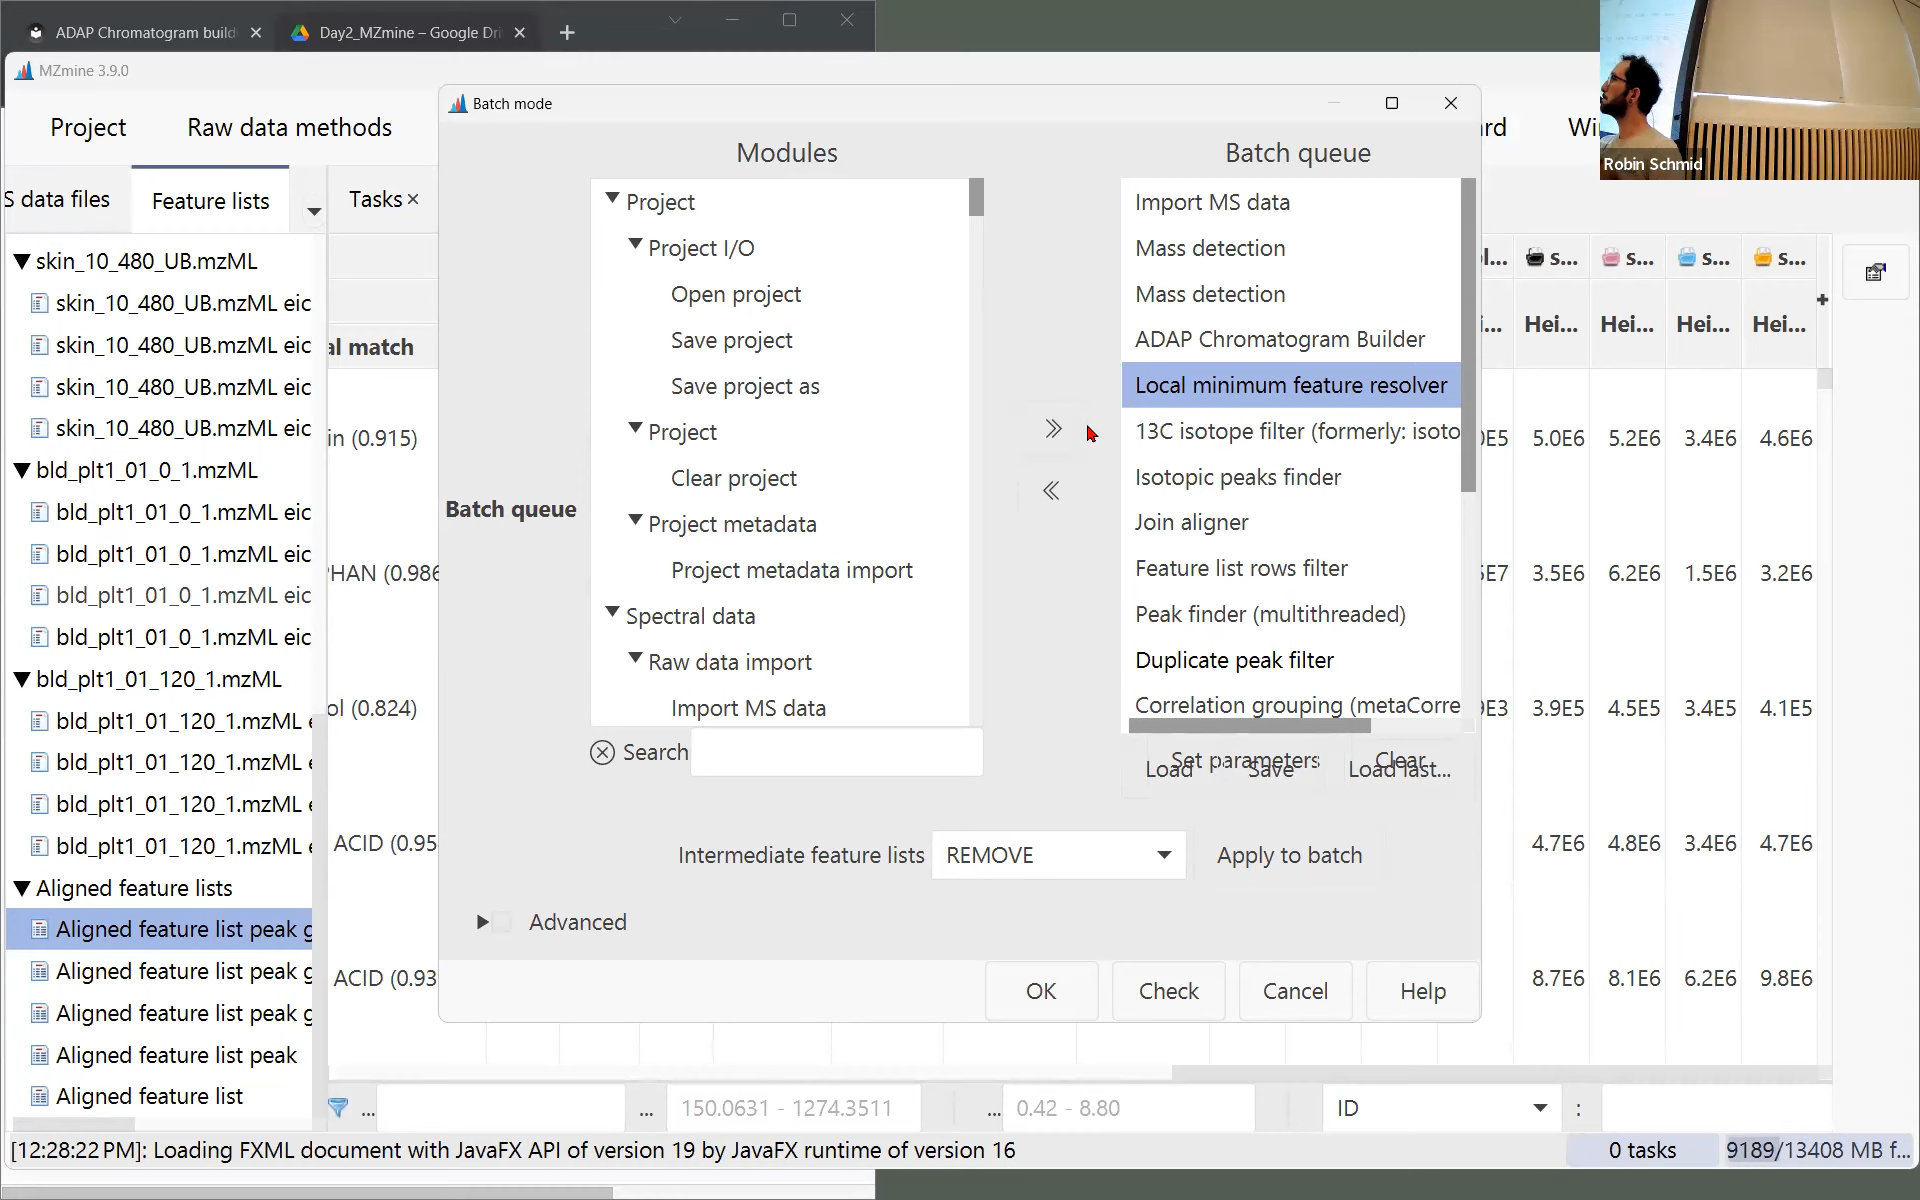 ADAP Chromatogram build
Day2_MZmine – Google Dri
MZmine 3.9.0
Batch mode
Project
Raw data methods
Robin Schmid
S data files
Feature lists
Tasks
Modules
Batch queue
skin_10_480_UB.mzML
skin_10_480_UB.mzML eic
skin_10_480_UB.mzML eic
skin_10_480_UB.mzML eic
skin_10_480_UB.mzML eic
bld_plt1_01_0_1.mzML
bld_plt1_01_0_1.mzML eic
bld_plt1_01_0_1.mzML eic
bld_plt1_01_0_1.mzML eic
bld_plt1_01_0_1.mzML eic
bld_plt1_01_120_1.mzML
bld_plt1_01_120_1.mzML e
bld_plt1_01_120_1.mzML e
bld_plt1_01_120_1.mzML e
bld_plt1_01_120_1.mzML e
Aligned feature lists
Aligned feature list peak g
Aligned feature list peak g
Aligned feature list peak g
Aligned feature list peak
Aligned feature list
al match
in (0.915)
PHAN (0.986
ol (0.824)
ACID (0.95
ACID (0.93
Batch queue
Project
Project I/O
Open project
Save project
Save project as
Project
Clear project
Project metadata
Project metadata import
Spectral data
Raw data import
Import MS data
Search
Import MS data
Mass detection
Mass detection
ADAP Chromatogram Builder
Local minimum feature resolver
13C isotope filter (formerly: isoto
Isotopic peaks finder
Join aligner
Feature list rows filter
Peak finder (multithreaded)
Duplicate peak filter
Correlation grouping (metaCorre
Set parameters Clear
Load Save Load last...
Intermediate feature lists REMOVE Apply to batch
Advanced
OK Check Cancel Help
s... s... s... s...
Hei... Hei... Hei... Hei...
0E5 5.0E6 5.2E6 3.4E6 4.6E6
5E7 3.5E6 6.2E6 1.5E6 3.2E6
9E3 3.9E5 4.5E5 3.4E5 4.1E5
4.7E6 4.8E6 3.4E6 4.7E6
8.7E6 8.1E6 6.2E6 9.8E6
... ... 150.0631 - 1274.3511 ... 0.42 - 8.80 ID :
[12:28:22 PM]: Loading FXML document with JavaFX API of version 19 by JavaFX runtime of version 16
0 tasks
9189/13408 MB f...